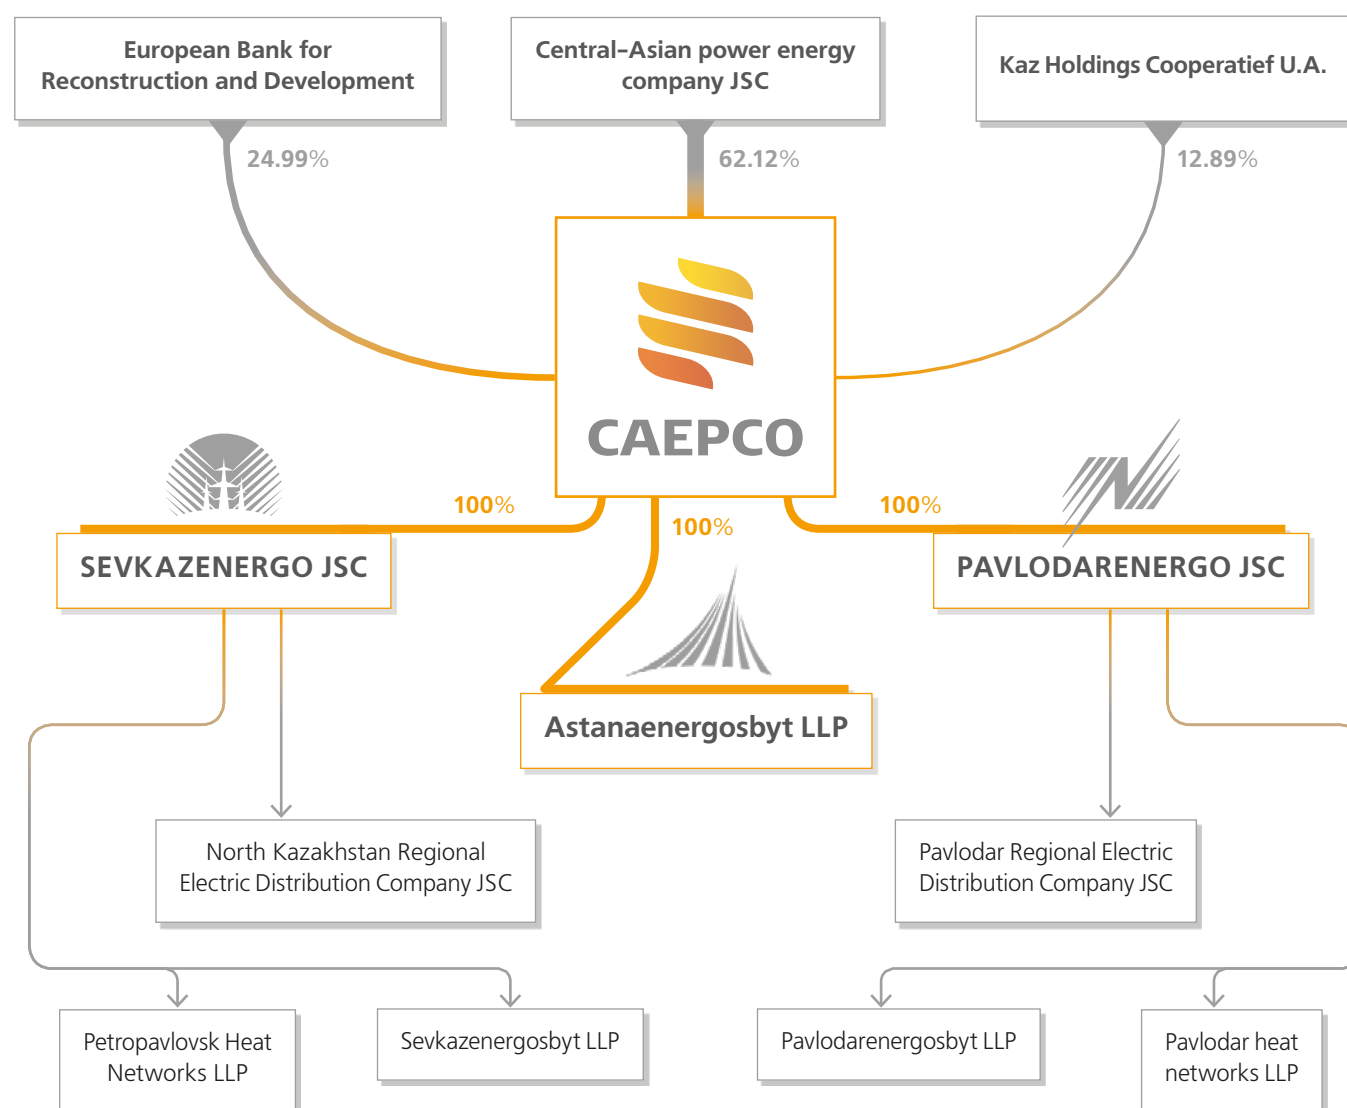 European Bank for
Reconstruction and Development
Central-Asian power energy
company JSC
Kaz Holdings Cooperatief U.A.
24.99%
62.12%
12.89%
CAEPCO
100%
100%
100%
SEVKAZENERGO JSC
PAVLODARENERGO JSC
Astanaenergosbyt LLP
North Kazakhstan Regional
Electric Distribution Company JSC
Pavlodar Regional Electric
Distribution Company JSC
Petropavlovsk Heat
Networks LLP
Sevkazenergosbyt LLP
Pavlodarenergosbyt LLP
Pavlodar heat
networks LLP